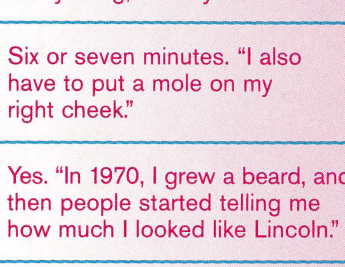 Six or seven minutes. “I also
have to put a mole on my
right cheek.”
Yes. “In 1970, I grew a beard, and
then people started telling me
how much I looked like Lincoln.”